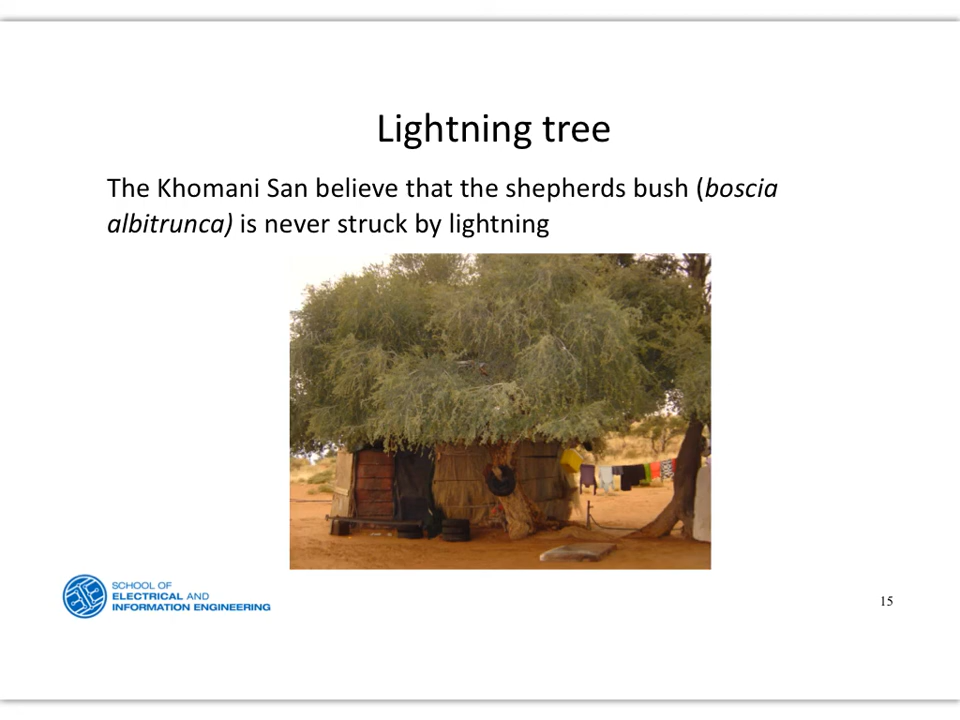 Lightning tree
The Khomani San believe that the shepherds bush (boscia
albitrunca) is never struck by lightning
SCHOOL OF
ELECTRICAL AND
INFORMATION ENGINEERING
15